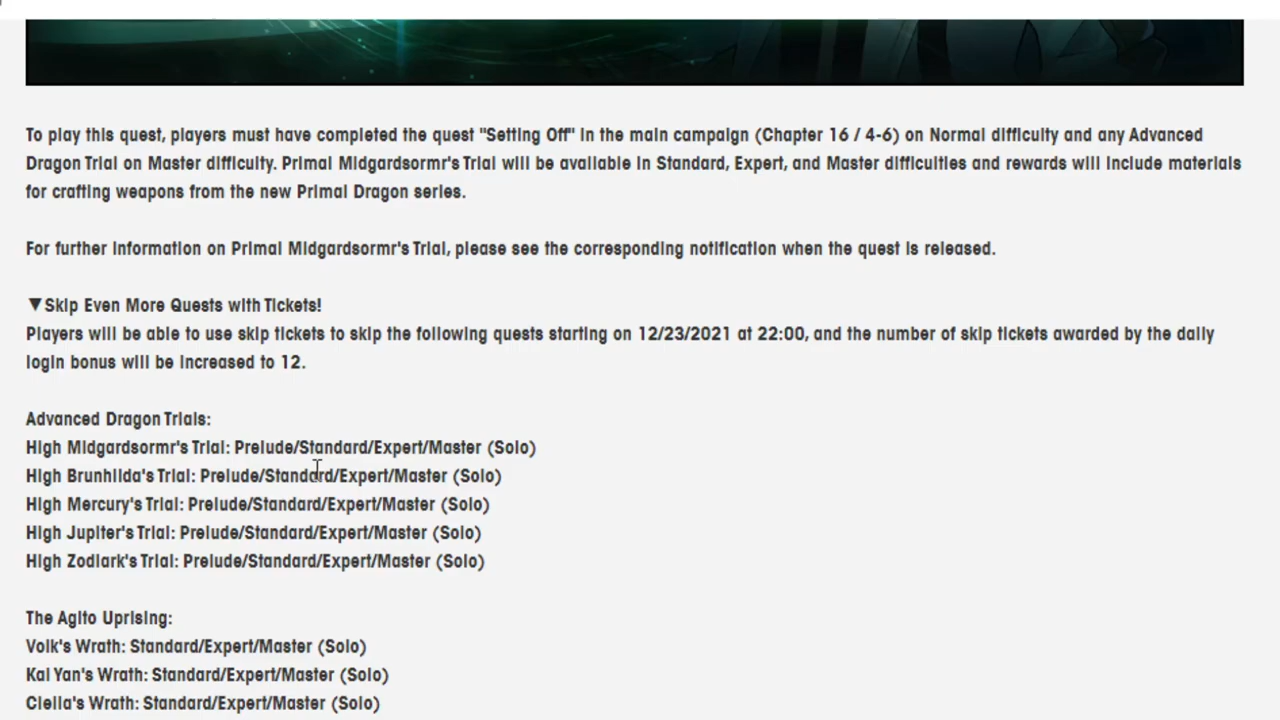 To play this quest, players must have completed the quest "Setting Off" in the main campaign (Chapter 16 / 4-6) on Normal difficulty and any Advanced
Dragon Trial on Master difficulty. Primal Midgardsormr's Trial will be available in Standard, Expert, and Master difficulties and rewards will include materials
for crafting weapons from the new Primal Dragon series.
For further information on Primal Midgardsormr's Trial, please see the corresponding notification when the quest is released.
▼Skip Even More Quests with Tickets!
Players will be able to use skip tickets to skip the following quests starting on 12/23/2021 at 22:00, and the number of skip tickets awarded by the daily
login bonus will be increased to 12.
Advanced Dragon Trials:
High Midgardsormr's Trial: Prelude/Standard/Expert/Master (Solo)
High Brunhilda's Trial: Prelude/Standard/Expert/Master (Solo)
High Mercury's Trial: Prelude/Standard/Expert/Master (Solo)
High Jupiter's Trial: Prelude/Standard/Expert/Master (Solo)
High Zodiark's Trial: Prelude/Standard/Expert/Master (Solo)
The Agito Uprising:
Volk's Wrath: Standard/Expert/Master (Solo)
Kai Yan's Wrath: Standard/Expert/Master (Solo)
Ciella's Wrath: Standard/Expert/Master (Solo)